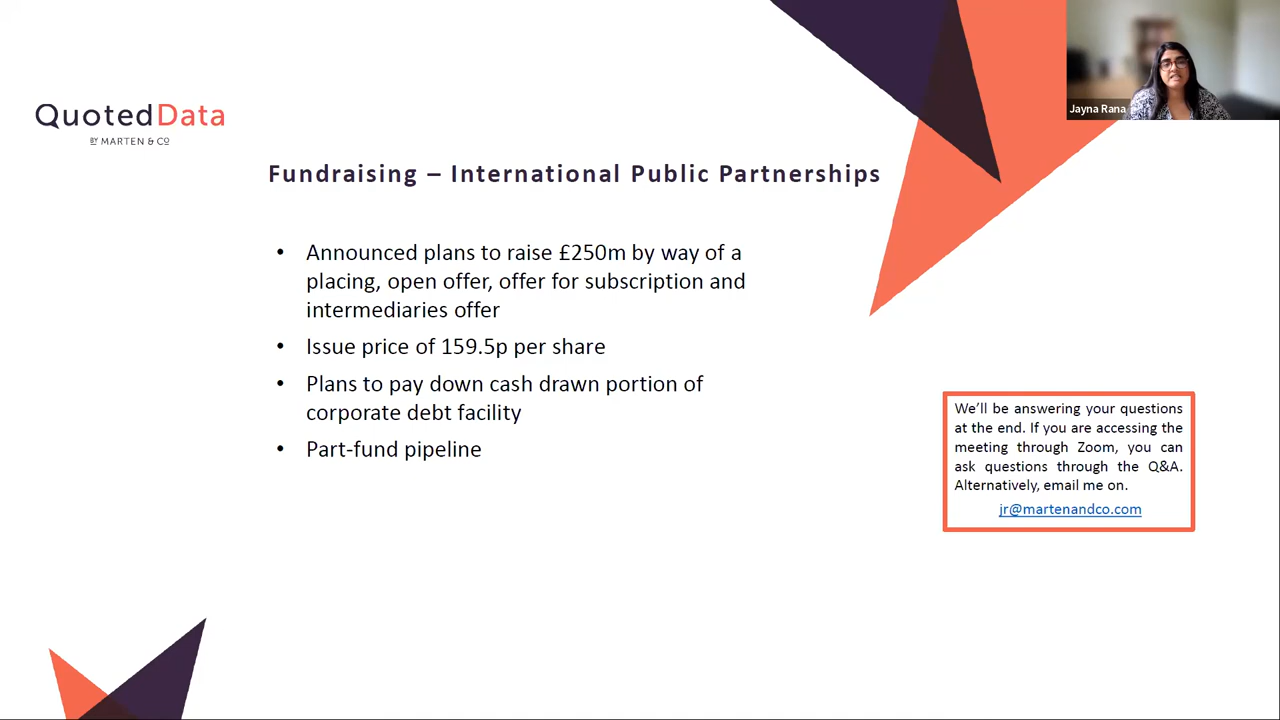 Jayna Rana
QuotedData
BY MARTEN & CO
Fundraising – International Public Partnerships
• Announced plans to raise £250m by way of a
placing, open offer, offer for subscription and
intermediaries offer
• Issue price of 159.5p per share
• Plans to pay down cash drawn portion of
corporate debt facility
• Part-fund pipeline
We’ll be answering your questions
at the end. If you are accessing the
meeting through Zoom, you can
ask questions through the Q&A.
Alternatively, email me on.
jr@martenandco.com